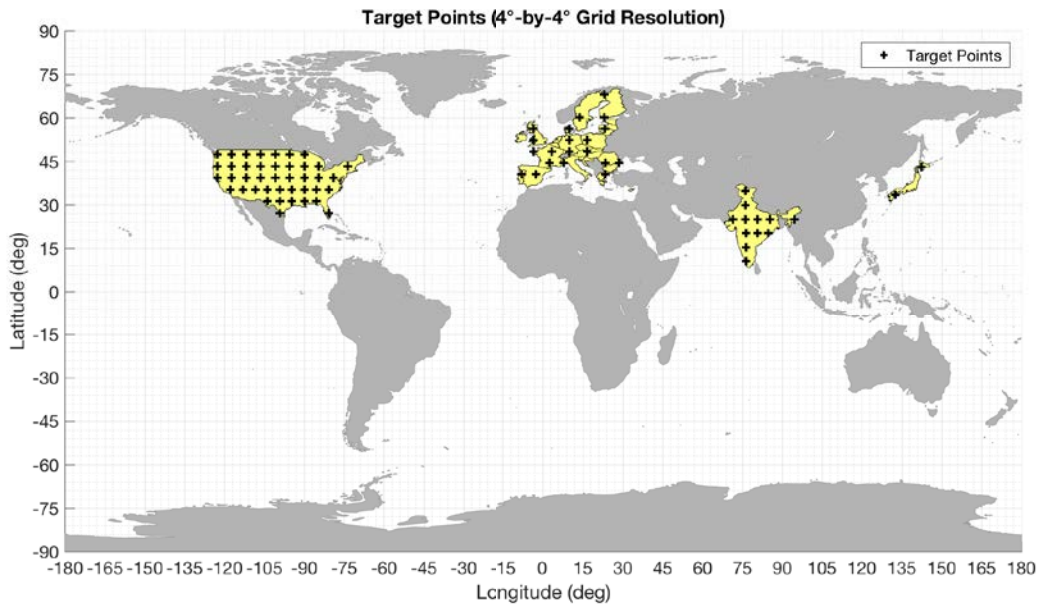 Target Points (4°-by-4° Grid Resolution)
Target Points
90
75
60
45
30
15
0
-15
-30
-45
-60
-75
-90
Latitude (deg)
-180 -165 -150 -135 -120 -105 -90 -75 -60 -45 -30 -15 0 15 30 45 60 75 90 105 120 135 150 165 180
Longitude (deg)